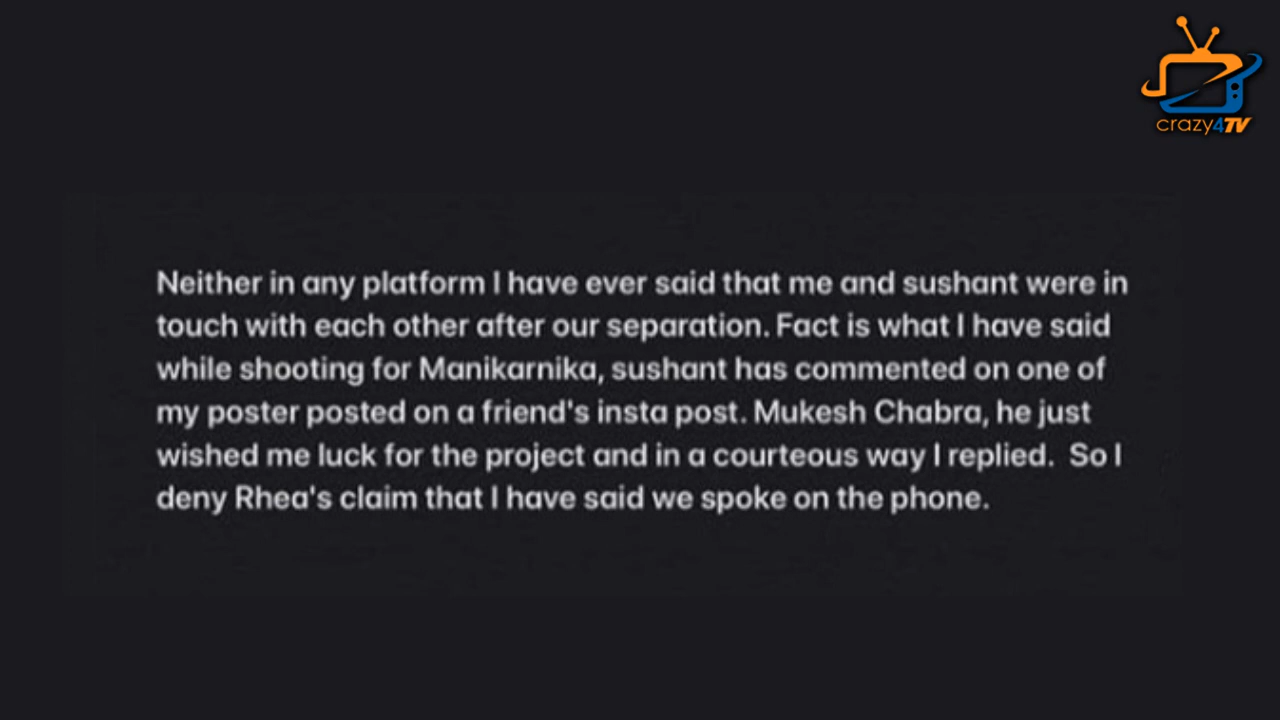 crazy4TV
Neither in any platform I have ever said that me and sushant were in
touch with each other after our separation. Fact is what I have said
while shooting for Manikarnika, sushant has commented on one of
my poster posted on a friend's insta post. Mukesh Chabra, he just
wished me luck for the project and in a courteous way I replied.  So I
deny Rhea's claim that I have said we spoke on the phone.